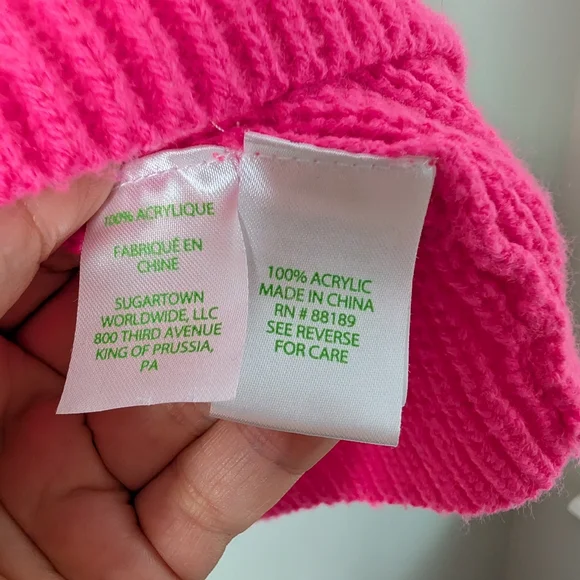 100% ACRYLIQUE
FABRIQUÉ EN
CHINE
SUGARTOWN
WORLDWIDE, LLC
800 THIRD AVENUE
KING OF PRUSSIA,
PA
100% ACRYLIC
MADE IN CHINA
RN # 88189
SEE REVERSE
FOR CARE